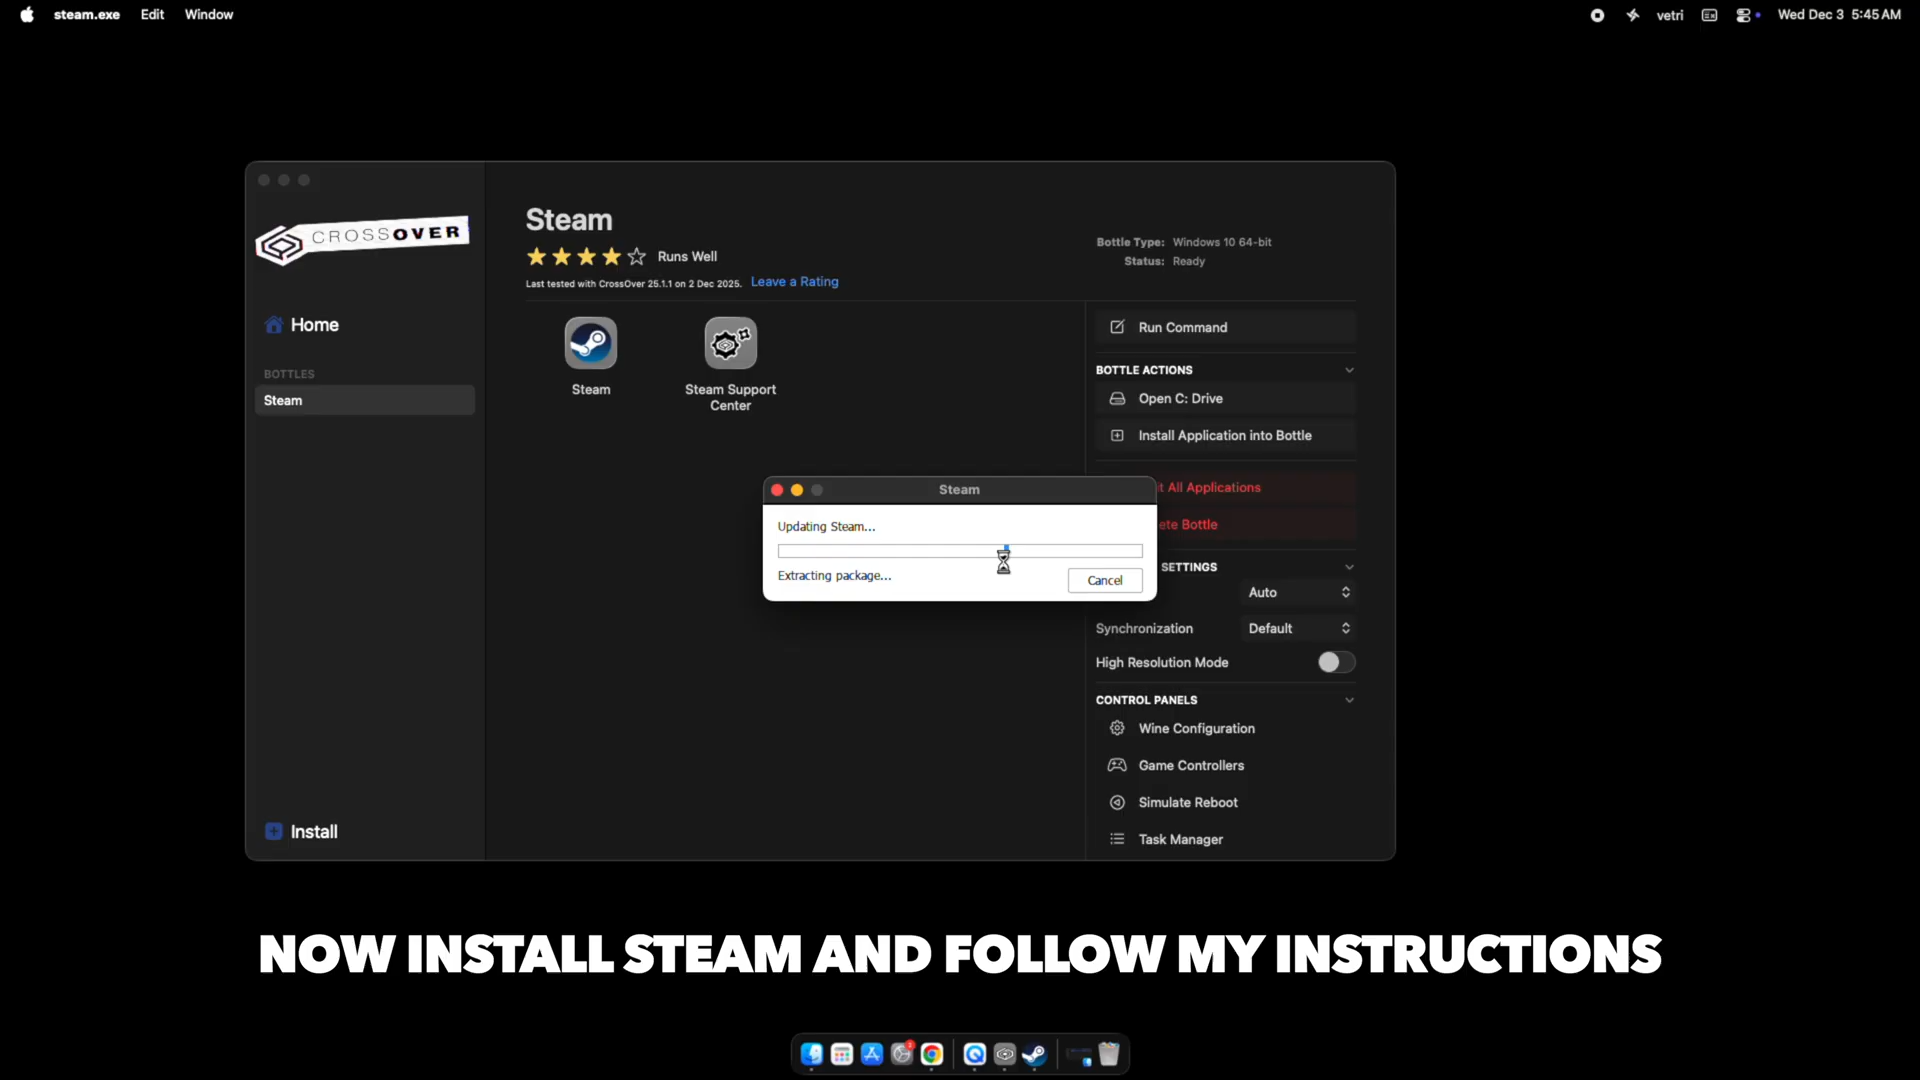 steam.exe Edit Window
vetri Wed Dec 3 5:45 AM
CROSSOVER
Home
BOTTLES
Steam
Install
Steam
Runs Well
Last tested with CrossOver 25.1.1 on 2 Dec 2025. Leave a Rating
Steam
Steam Support
Center
Bottle Type: Windows 10 64-bit
Status: Ready
Run Command
BOTTLE ACTIONS
Open C: Drive
Install Application into Bottle
All Applications
Bottle
SETTINGS
Auto
Synchronization Default
High Resolution Mode
CONTROL PANELS
Wine Configuration
Game Controllers
Simulate Reboot
Task Manager
Steam
Updating Steam...
Extracting package...
Cancel
NOW INSTALL STEAM AND FOLLOW MY INSTRUCTIONS